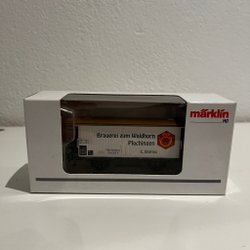 märklin
H0
Brauerei zum Waldhorn
Plochingen